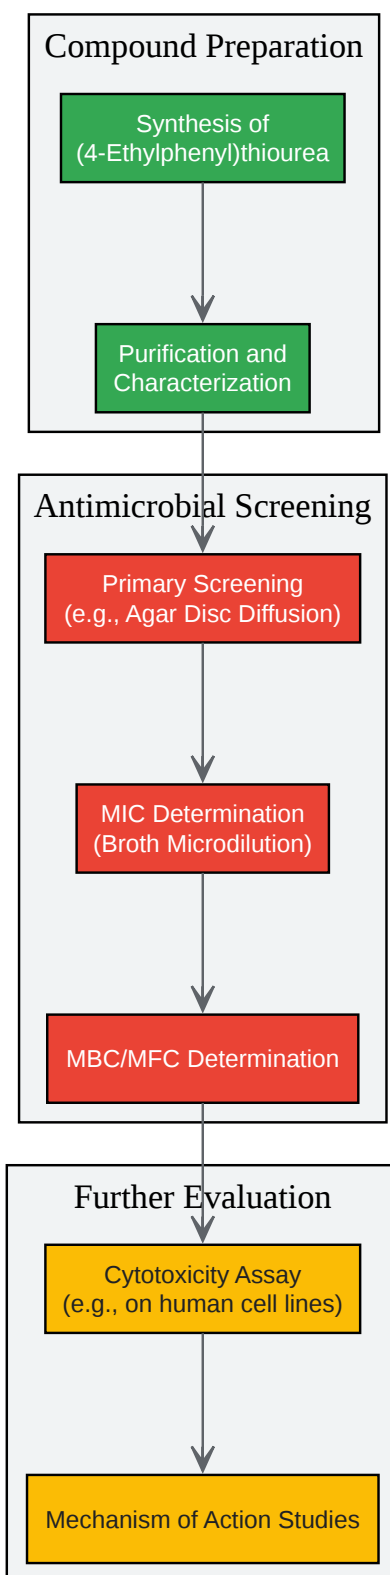 Compound Preparation
Synthesis of
(4-Ethylphenyl)thiourea
Purification and
Characterization
Antimicrobial Screening
Primary Screening
(e.g., Agar Disc Diffusion)
MIC Determination
(Broth Microdilution)
MBC/MFC Determination
Further Evaluation
Cytotoxicity Assay
(e.g., on human cell lines)
Mechanism of Action Studies